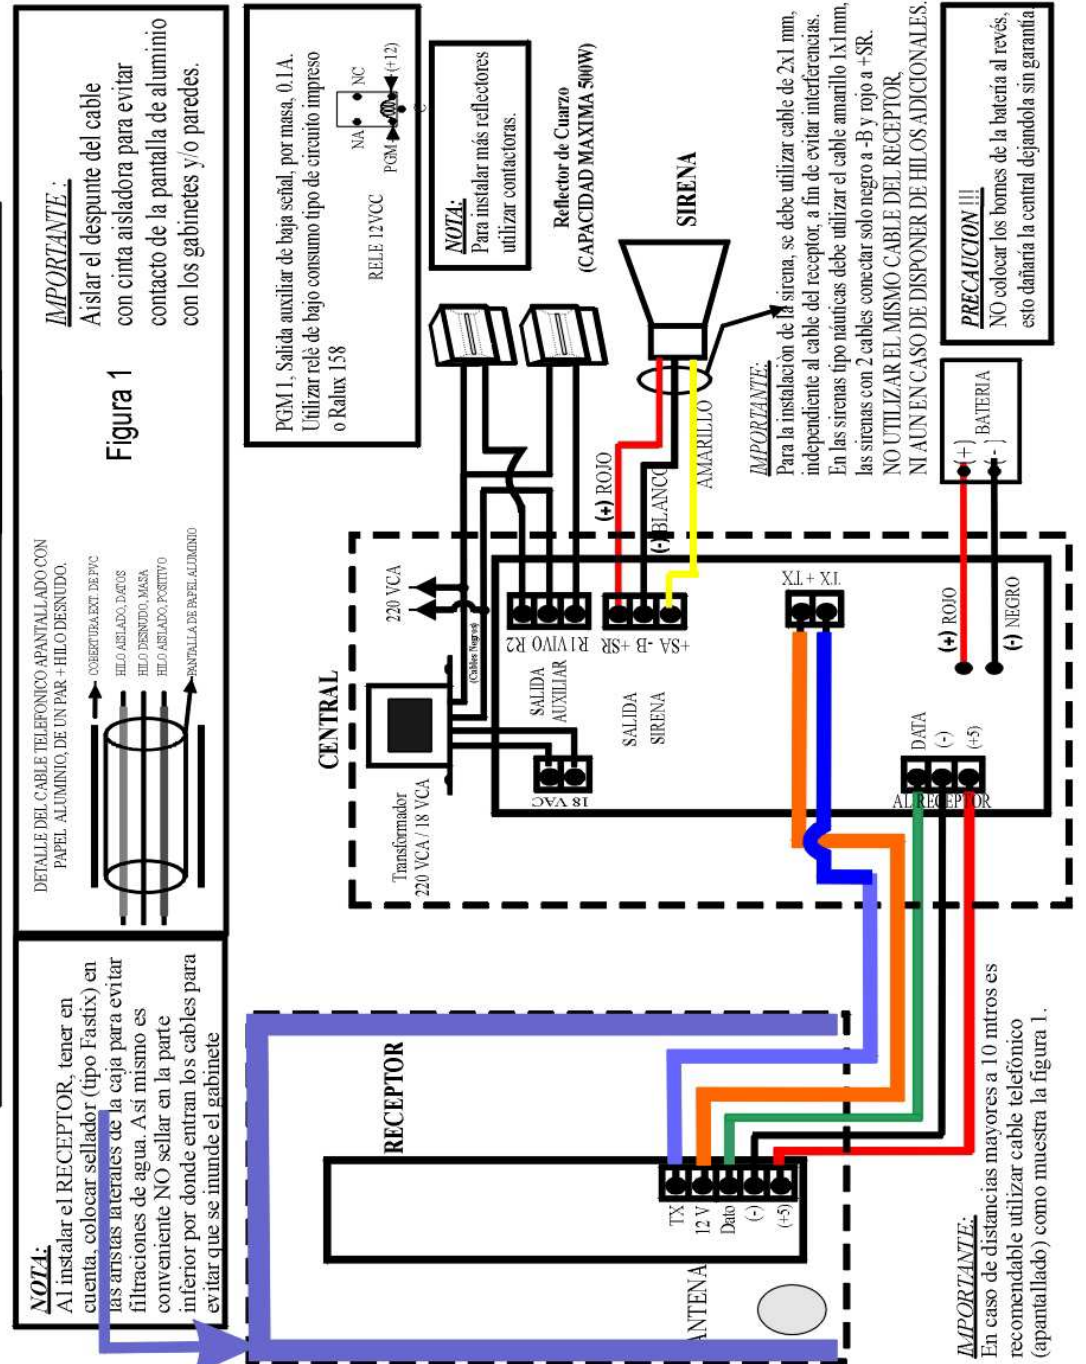 NOTA:
Al instalar el RECEPTOR, tener en
cuenta, colocar sellador (tipo Fastix) en
las aristas laterales de la caja para evitar
filtraciones de agua. Así mismo es
conveniente NO sellar en la parte
inferior por donde entran los cables para
evitar que se inunde el gabinete
DETALLE DEL CABLE TELEFONICO APANTALLADO CON
PAPEL ALUMINIO, DE UN PAR + HILO DESNUDO.
COBERTURA EXT. DE PVC
HILO AISLADO, DATOS
HILO DESNUDO, MASA
HILO AISLADO, POSITIVO
PANTALLA DE PAPEL ALUMINIO
Figura 1
IMPORTANTE :
Aislar el despunte del cable
con cinta aisladora para evitar
contacto de la pantalla de aluminio
con los gabinetes y/o paredes.
PGM 1, Salida auxiliar de baja señal, por masa, 0.1A.
Utilizar relè de bajo consumo tipo de circuito impreso
o Ralux 158
RELE 12VCC
NA
NC
PGM
(+12)
C
NOTA:
Para instalar más reflectores
utilizar contactoras.
Reflector de Cuarzo
(CAPACIDAD MAXIMA 500W)
SIRENA
CENTRAL
Transformador
220 VCA / 18 VCA
220 VCA
(Cables Negros)
18 VAC
SALIDA
AUXILIAR
R1 VIVO R2
SALIDA
SIRENA
+SA -B- +SR
(+) ROJO
(-) BLANCO
AMARILLO
TX + TX
DATA
(-)
(+5)
AL RECEPTOR
(+) ROJO
(-) NEGRO
(+)
(-)
BATERIA
IMPORTANTE:
Para la instalaciòn de la sirena, se debe utilizar cable de 2x1 mm,
independiente al cable del receptor, a fin de evitar interferencias.
En las sirenas tipo náuticas debe utilizar el cable amarillo 1x1mm,
las sirenas con 2 cables conectar solo negro a -B y rojo a +SR.
NO UTILIZAR EL MISMO CABLE DEL RECEPTOR,
NI AUN EN CASO DE DISPONER DE HILOS ADICIONALES.
PRECAUCION !!!
NO colocar los bornes de la batería al revés,
esto dañaría la central dejandola sin garantía.
RECEPTOR
TX
12 V
Dato
(-)
(+5)
ANTENA
IMPORTANTE:
En caso de distancias mayores a 10 mtros es
recomendable utilizar cable telefónico
(apantallado) como muestra la figura 1.